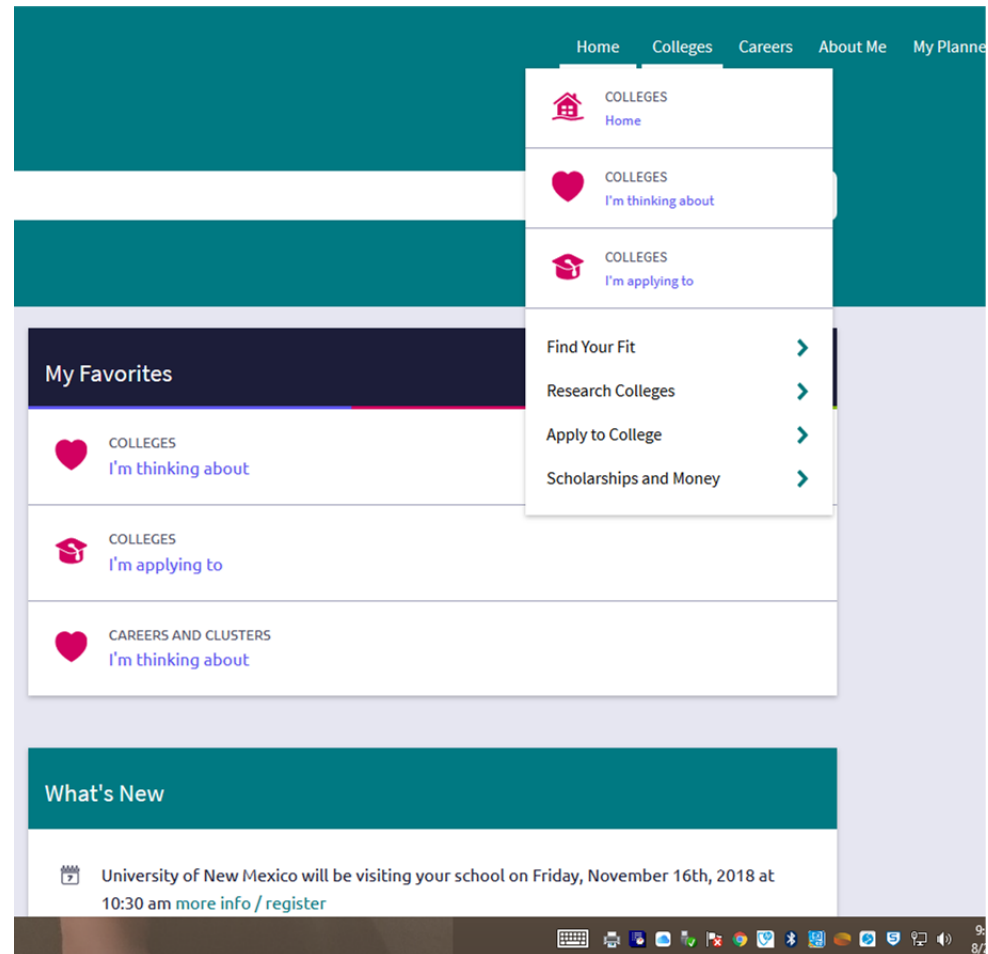 Home Colleges Careers About Me My Planne
COLLEGES
Home
COLLEGES
I'm thinking about
COLLEGES
I'm applying to
Find Your Fit
Research Colleges
Apply to College
Scholarships and Money
My Favorites
COLLEGES
I'm thinking about
COLLEGES
I'm applying to
CAREERS AND CLUSTERS
I'm thinking about
What's New
University of New Mexico will be visiting your school on Friday, November 16th, 2018 at
10:30 am more info / register